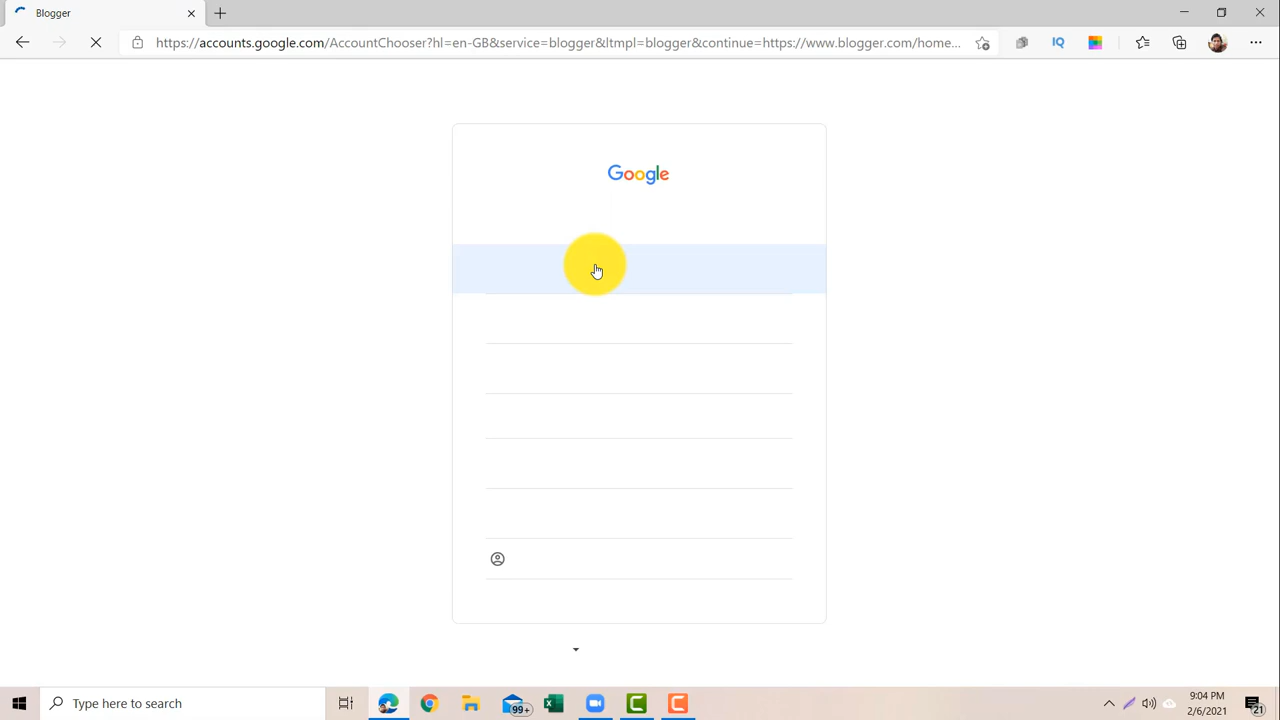 Blogger
https://accounts.google.com/AccountChooser?hl=en-GB&service=blogger&ltmpl=blogger&continue=https://www.blogger.com/home...
IQ
Google
Type here to search
99+
9:04 PM
2/6/2021
21